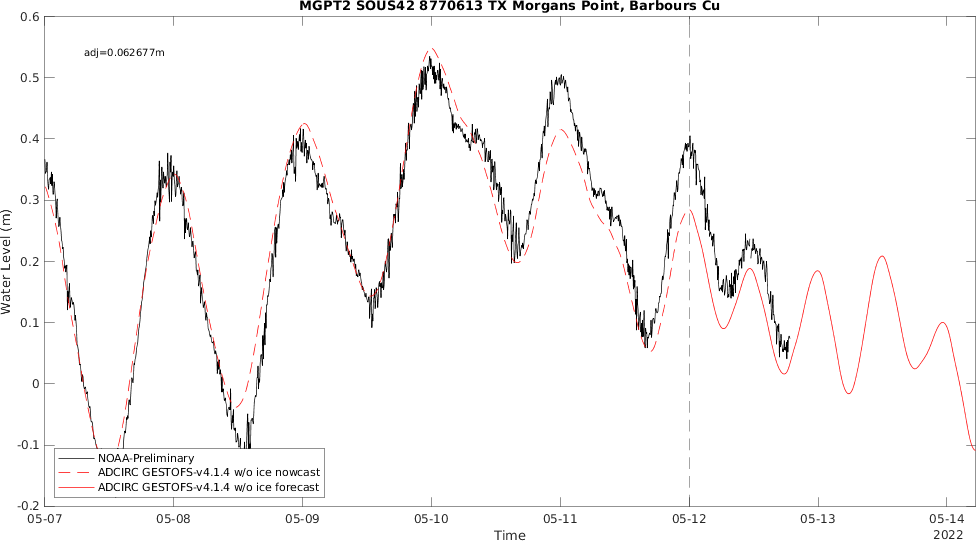 MGPT2 SOUS42 8770613 TX Morgans Point, Barbours Cu
adj=0.062677m
0.6
0.5
0.4
0.3
0.2
0.1
0
-0.1
-0.2
Water Level (m)
NOAA-Preliminary
ADCIRC GESTOFS-v4.1.4 w/o ice nowcast
ADCIRC GESTOFS-v4.1.4 w/o ice forecast
05-07 05-08 05-09 05-10 05-11 05-12 05-13 05-14
Time
2022